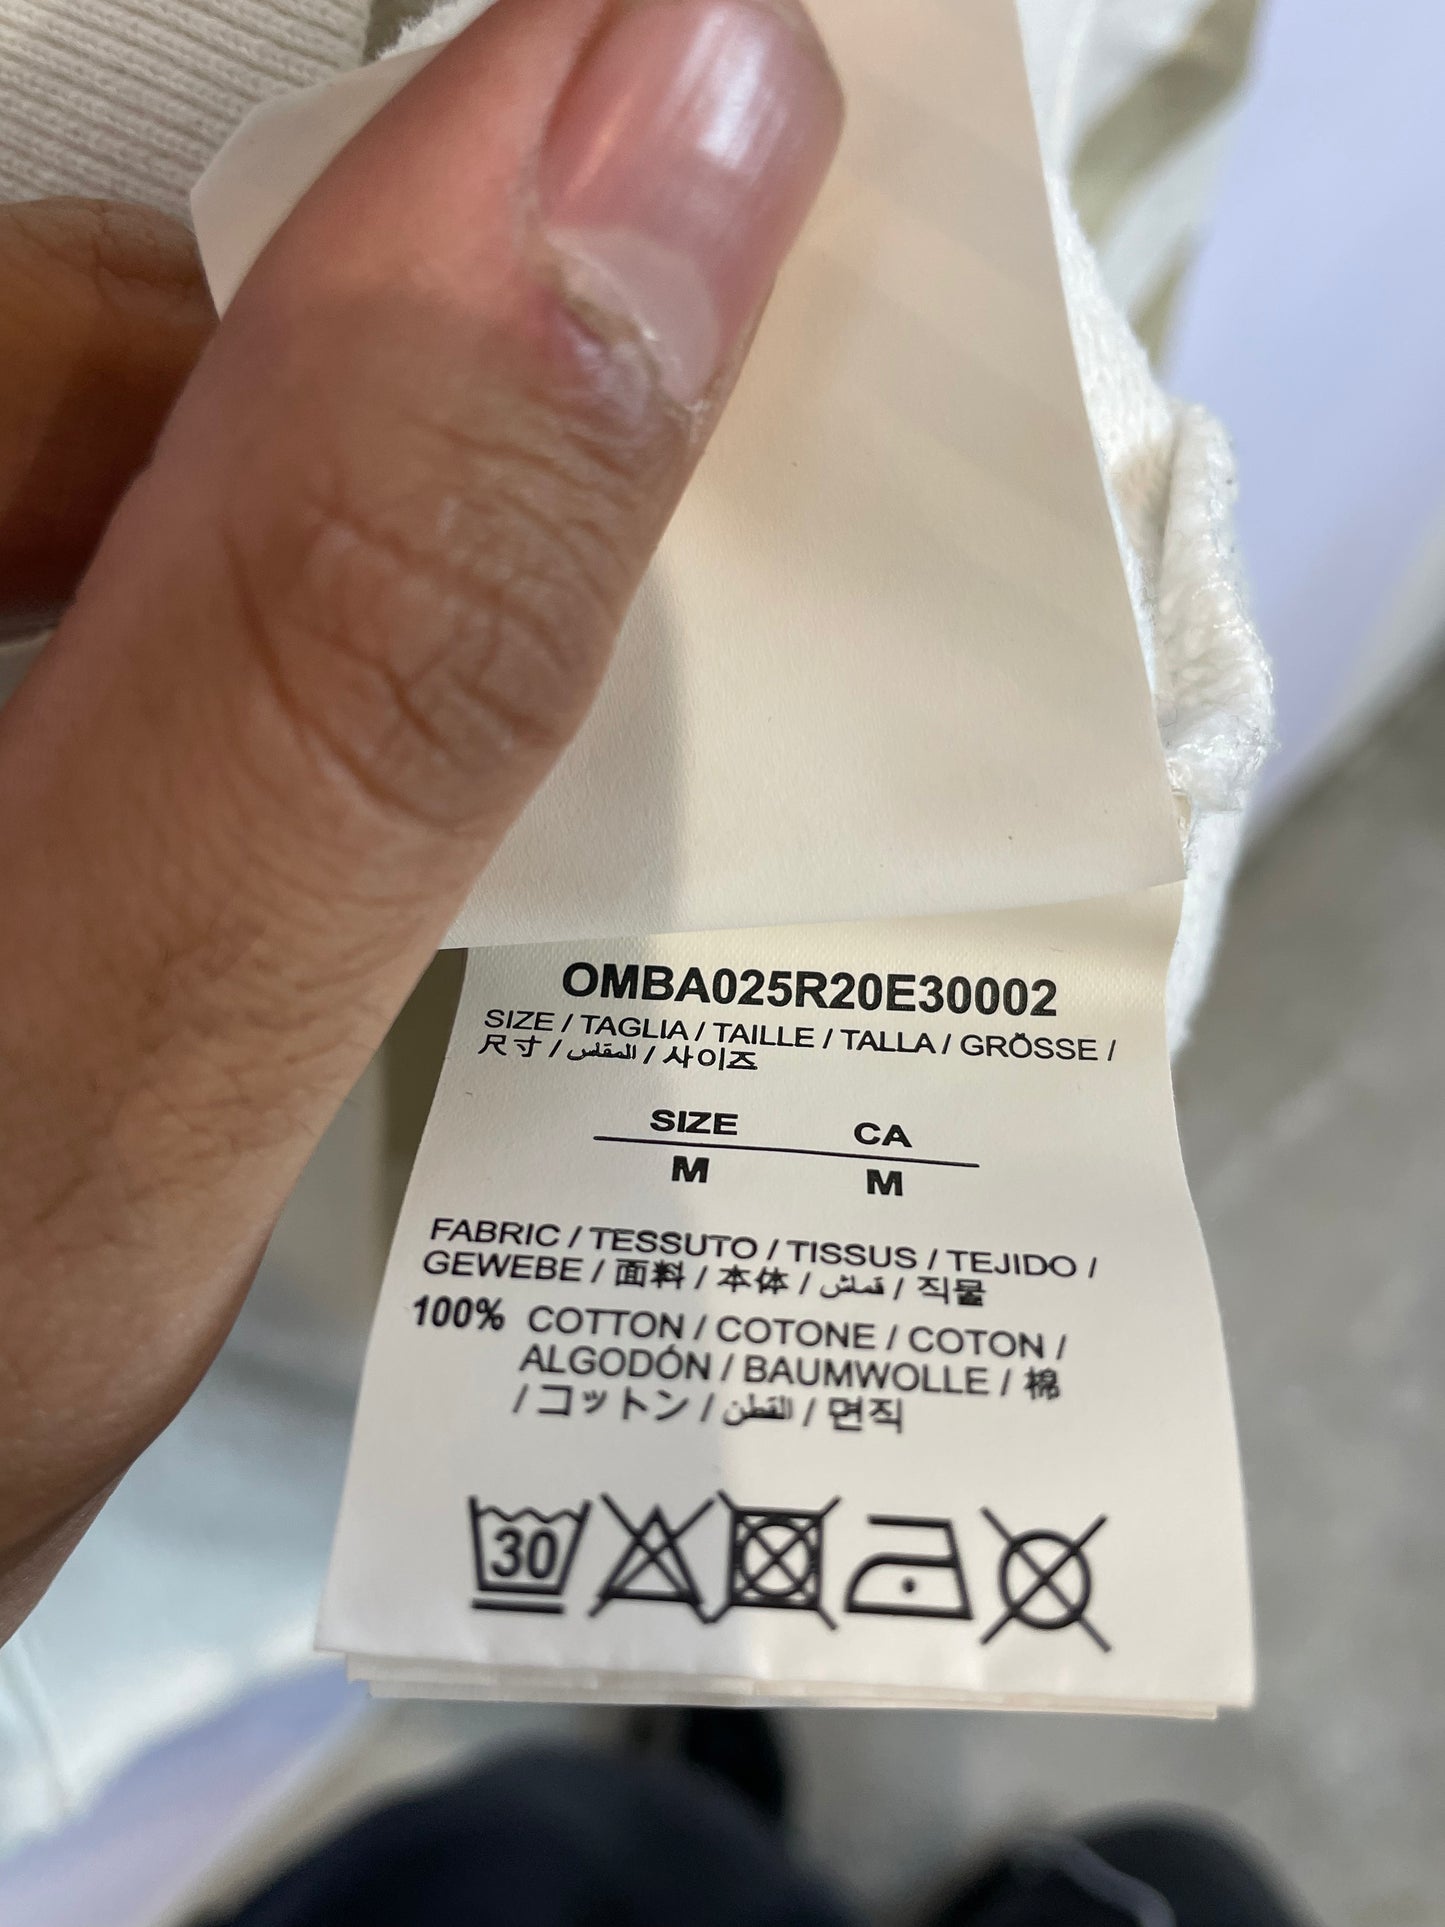 OMBA025R20E30002
SIZE / TAGLIA / TAILLE / TALLA / GRÖSSE /
尺寸 / المقاس / 사이즈
SIZE CA
M M
FABRIC / TESSUTO / TISSUS / TEJIDO /
GEWEBE / 面料 / 本体 / قماش / 직물
100% COTTON / COTONE / COTON /
ALGODÓN / BAUMWOLLE / 棉
/ コットン / القطن / 면직
30